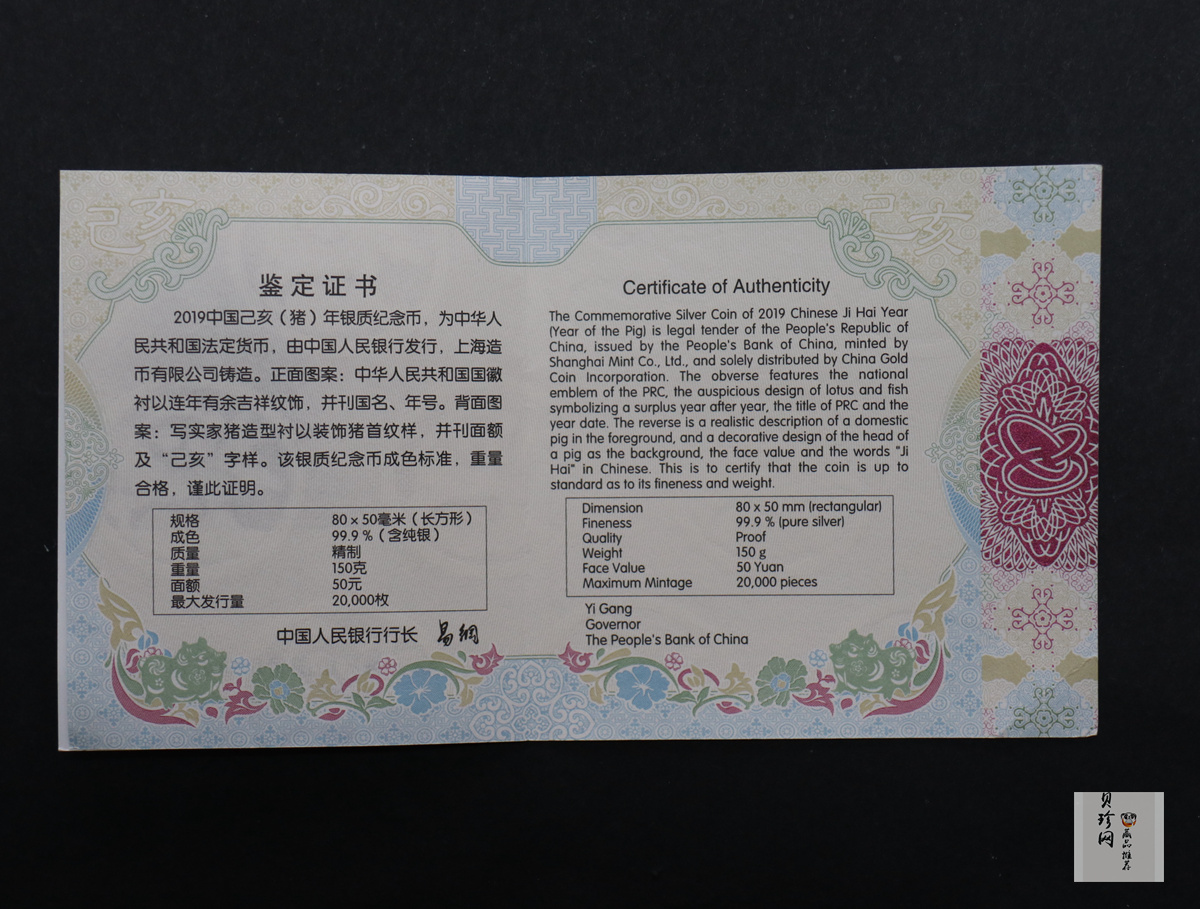 己亥
己亥
鉴定证书
2019中国己亥（猪）年银质纪念币，为中华人
民共和国法定货币，由中国人民银行发行，上海造
币有限公司铸造。正面图案：中华人民共和国国徽
衬以连年有余吉祥纹饰，并刊国名、年号。背面图
案：写实家猪造型衬以装饰猪首纹样，并刊面额
及“己亥”字样。该银质纪念币成色标准，重量
合格，谨此证明。
规格 80×50毫米（长方形）
成色 99.9%（含纯银）
质量 精制
重量 150克
面额 50元
最大发行量 20,000枚
中国人民银行行长 易纲
Certificate of Authenticity
The Commemorative Silver Coin of 2019 Chinese Ji Hai Year
(Year of the Pig) is legal tender of the People's Republic of
China, issued by the People's Bank of China, minted by
Shanghai Mint Co., Ltd., and solely distributed by China Gold
Coin Incorporation. The obverse features the national
emblem of the PRC, the auspicious design of lotus and fish
symbolizing a surplus year after year, the title of PRC and the
year date. The reverse is a realistic description of a domestic
pig in the foreground, and a decorative design of the head of
a pig as the background, the face value and the words "Ji
Hai" in Chinese. This is to certify that the coin is up to
standard as to its fineness and weight.
Dimension 80 x 50 mm (rectangular)
Fineness 99.9 % (pure silver)
Quality Proof
Weight 150 g
Face Value 50 Yuan
Maximum Mintage 20,000 pieces
Yi Gang
Governor
The People's Bank of China
贝珍网
藏品推荐